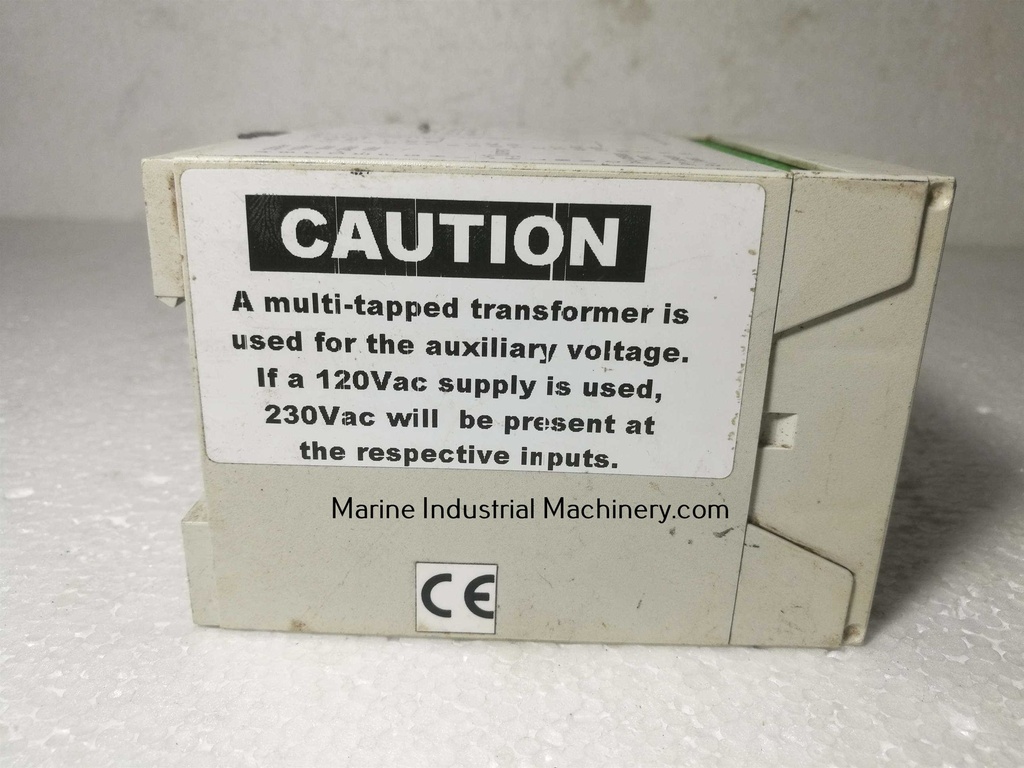 CAUTION
A multi-tapped transformer is
used for the auxiliary voltage.
If a 120Vac supply is used,
230Vac will be present at
the respective inputs.
Marine Industrial Machinery.com
CE